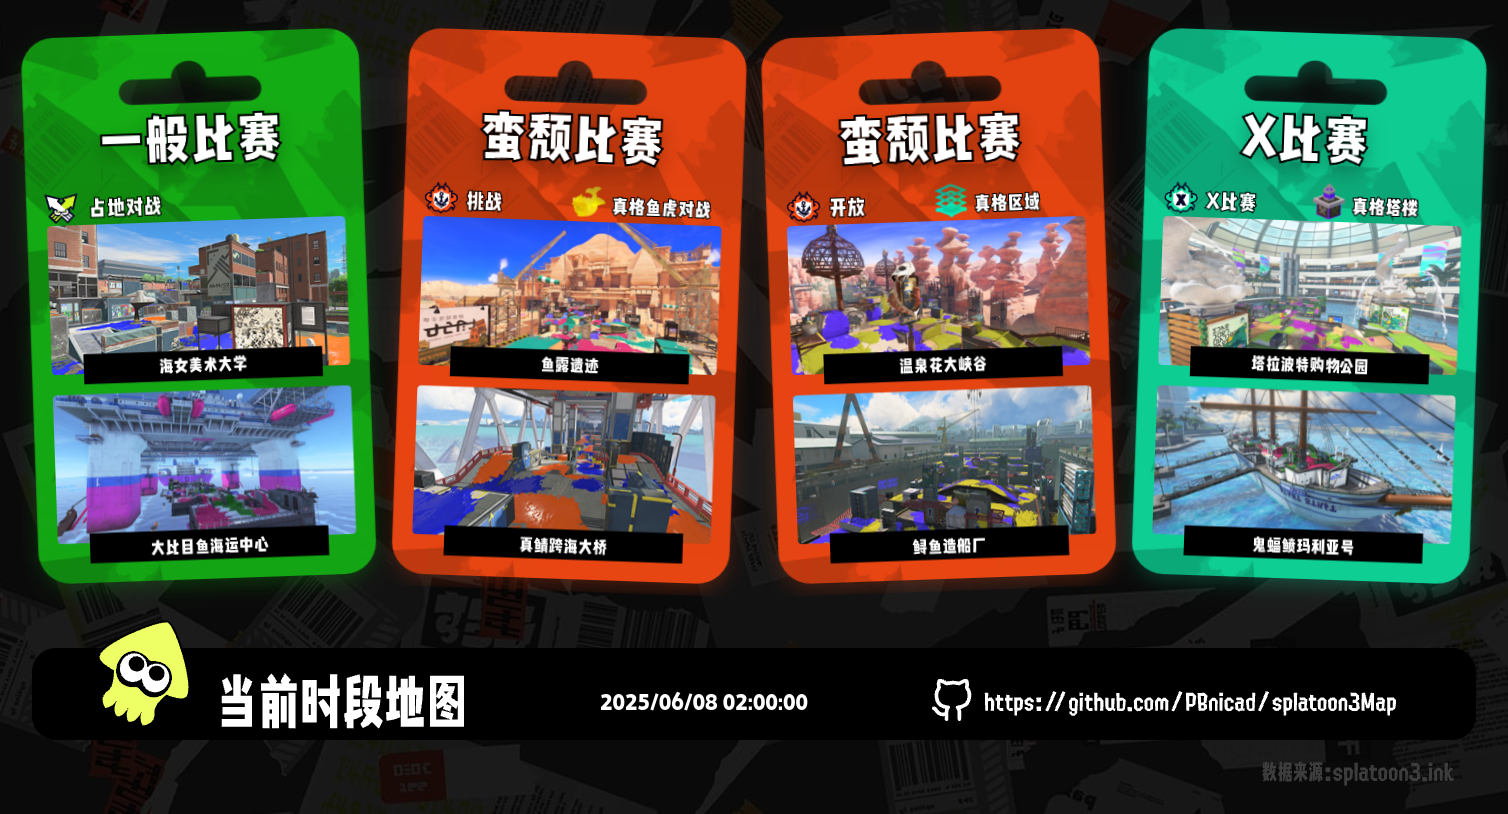 一般比赛
占地对战
海女美术大学
大比目鱼海运中心
蛮颓比赛
挑战
真格鱼虎对战
鱼露遗迹
真鲭跨海大桥
蛮颓比赛
开放
真格区域
温泉花大峡谷
鲟鱼造船厂
X比赛
X比赛
真格塔楼
塔拉波特购物公园
鬼蝠鲼玛利亚号
当前时段地图
2025/06/08 02:00:00
https://github.com/PBnicad/splatoon3Map
数据来源:splatoon3.ink